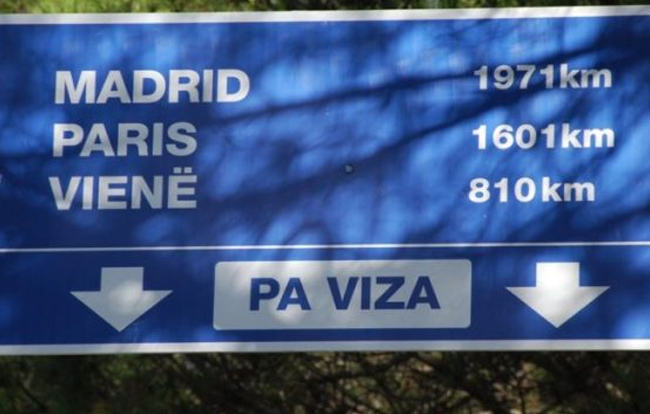 MADRID 1971km
PARIS 1601km
VIENË 810km
PA VIZA